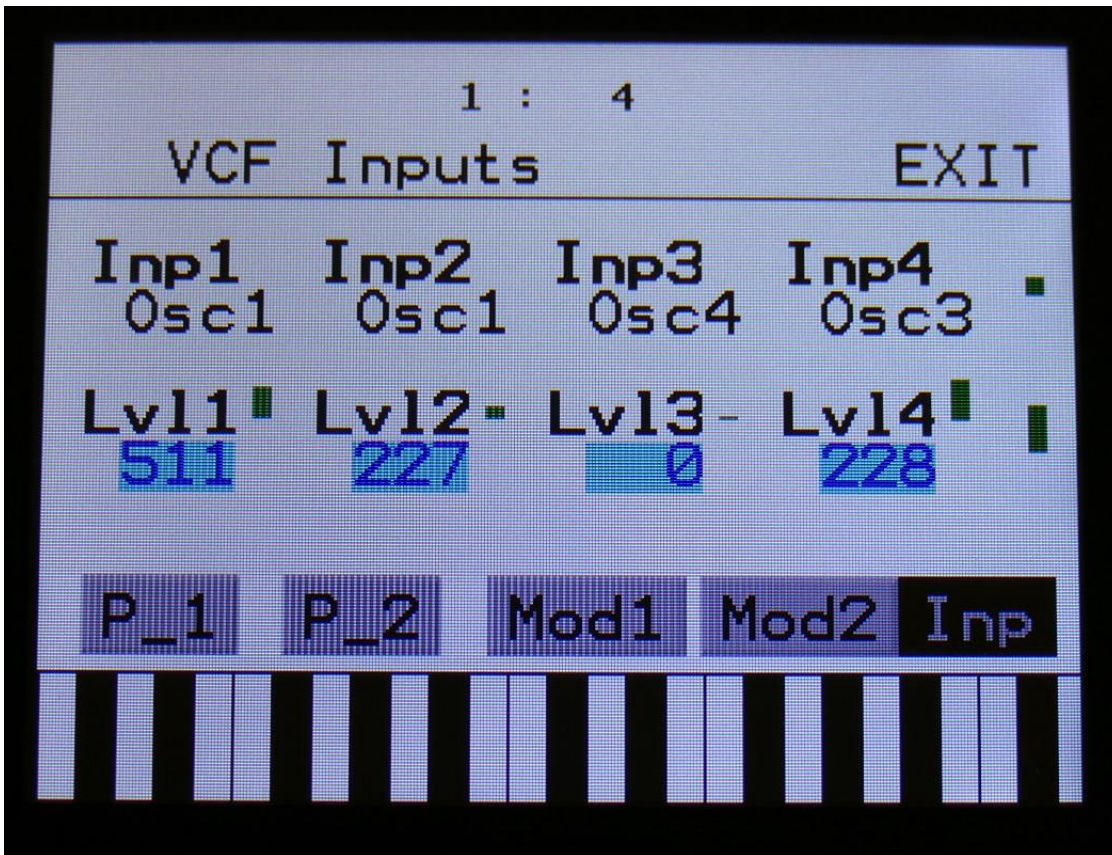 1 : 4
VCF Inputs EXIT
Inp1 Inp2 Inp3 Inp4
Osc1 Osc1 Osc4 Osc3
Lvl1 Lvl2 Lvl3 Lvl4
511 227 0 228
P_1 P_2 Mod1 Mod2 Inp